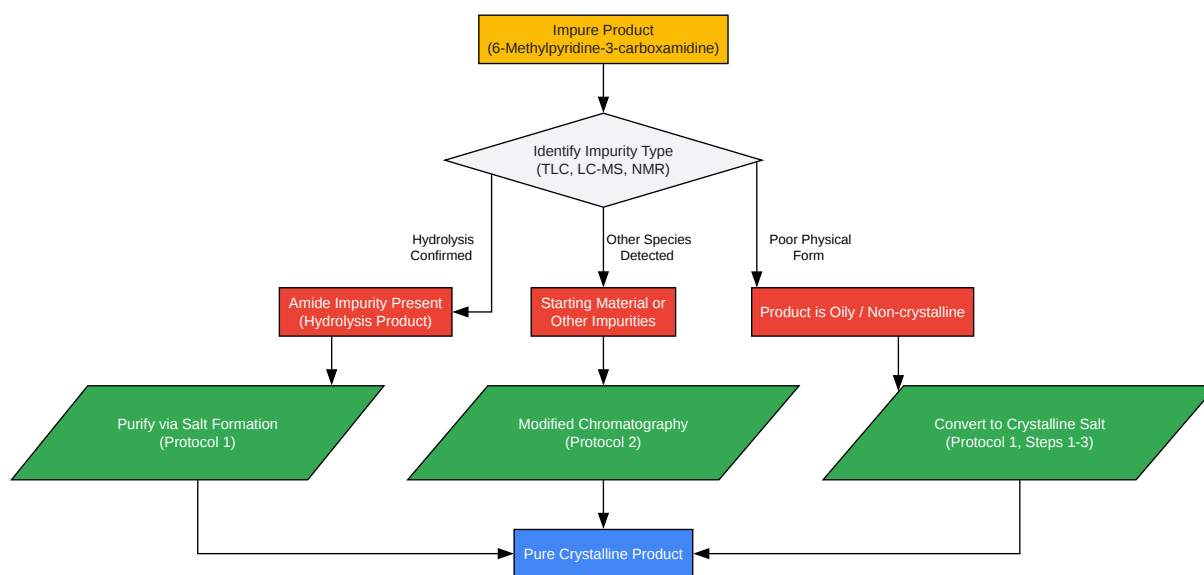 Impure Product
(6-Methylpyridine-3-carboxamidine)
Identify Impurity Type
(TLC, LC-MS, NMR)
Hydrolysis
Confirmed
Other Species
Detected
Poor Physical
Form
Amide Impurity Present
(Hydrolysis Product)
Starting Material or
Other Impurities
Product is Oily / Non-crystalline
Purify via Salt Formation
(Protocol 1)
Modified Chromatography
(Protocol 2)
Convert to Crystalline Salt
(Protocol 1, Steps 1-3)
Pure Crystalline Product